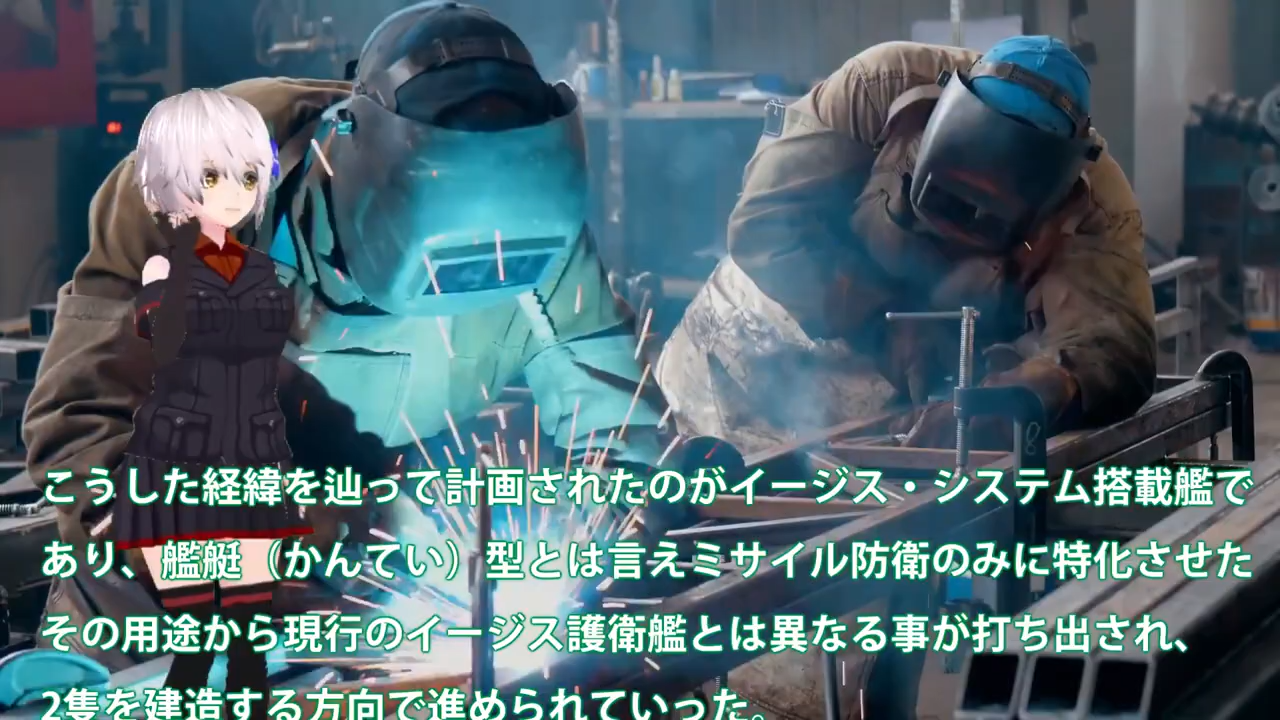 こうした経緯を辿って計画されたのがイージス・システム搭載艦で
あり、艦艇（かんてい）型とは言えミサイル防衛のみに特化させた
その用途から現行のイージス護衛艦とは異なる事が打ち出され、
2隻を建造する方向で進められていった。